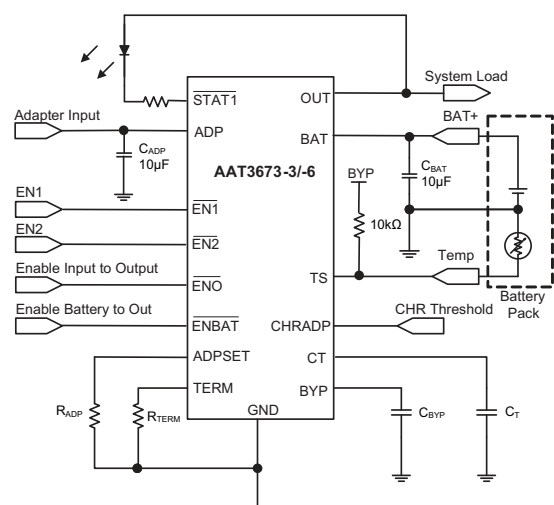 System Load
STAT1
OUT
Adapter Input
ADP
BAT+
BAT
C_ADP
10μF
AAT3673-3/-6
BYP
C_BAT
10μF
EN1
EN1
EN2
EN2
10kΩ
Enable Input to Output
ENO
TS
Temp
Battery
Pack
Enable Battery to Out
ENBAT
CHRADP
CHR Threshold
ADPSET
CT
TERM
BYP
R_ADP
R_TERM
GND
C_BYP
C_T